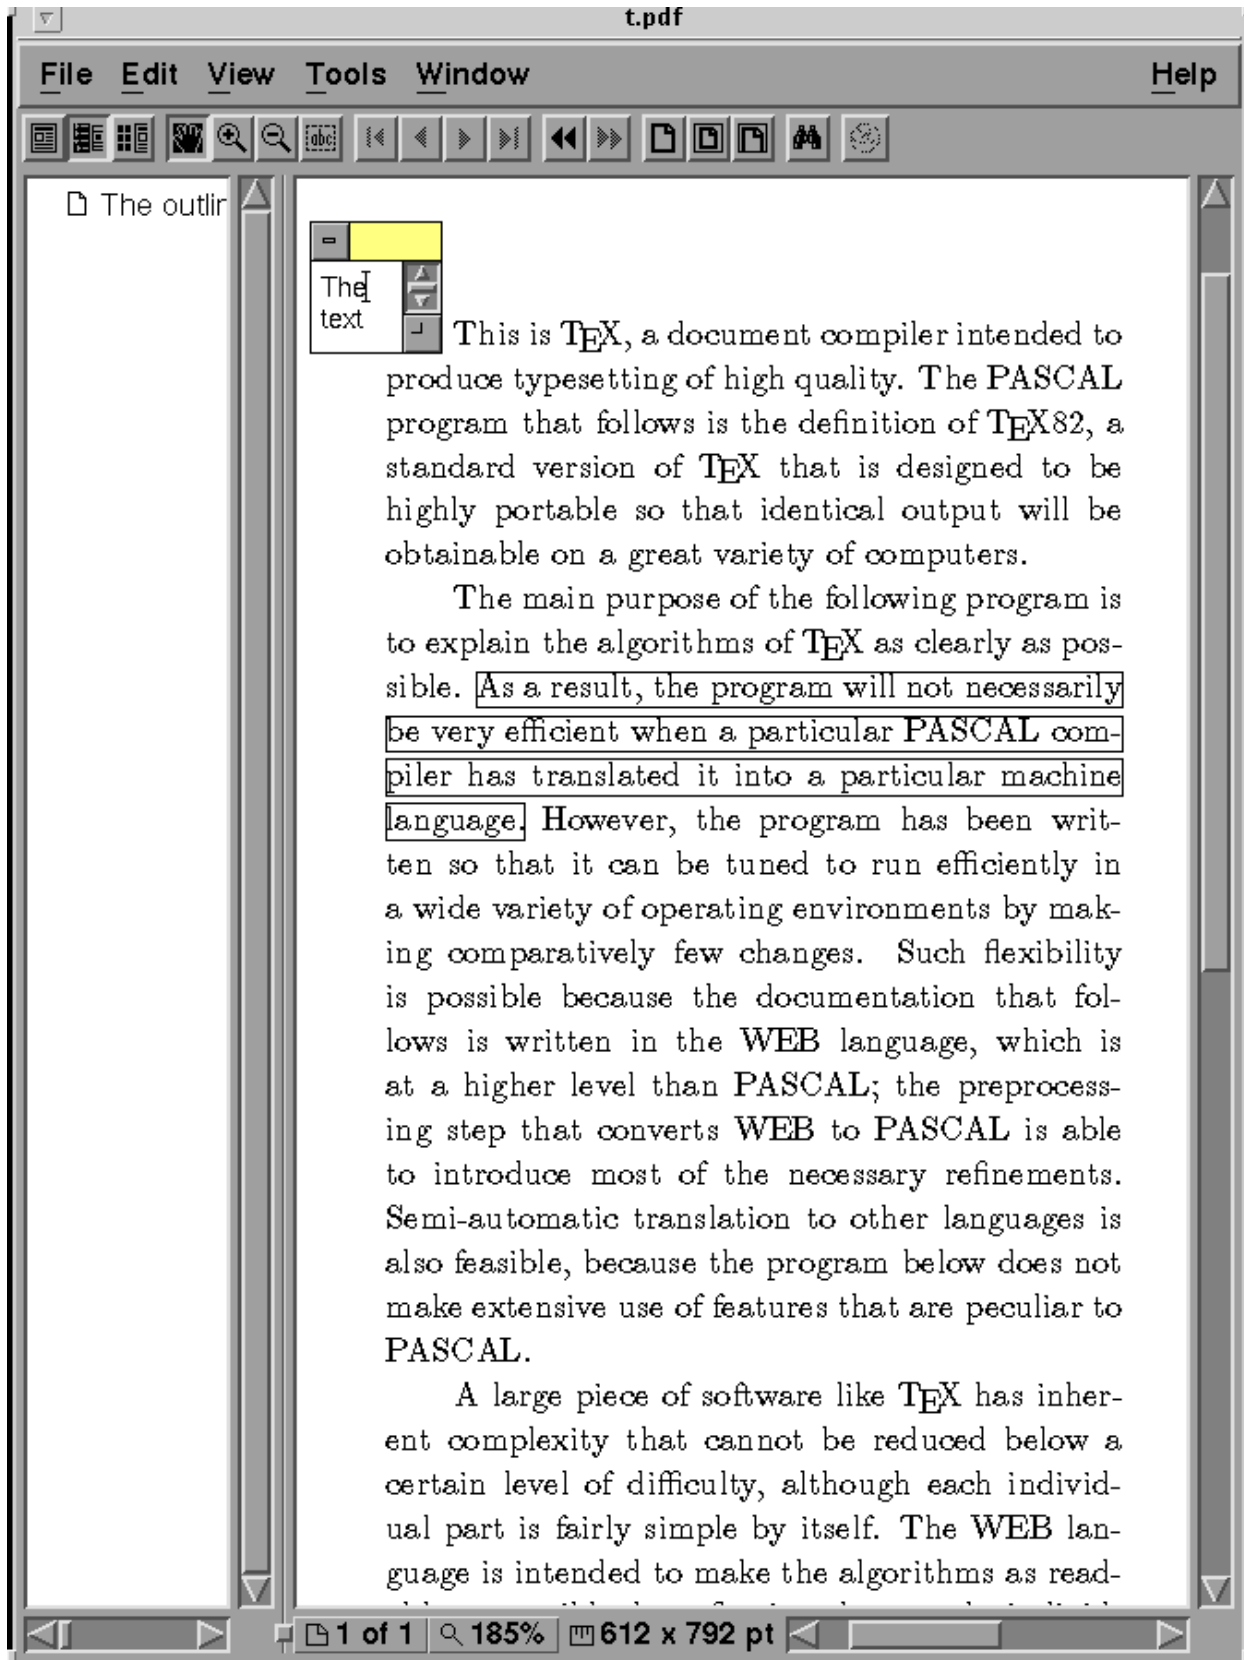 t.pdf
File Edit View Tools Window Help
abc
The outlin
The
text
This is TEX, a document compiler intended to
produce typesetting of high quality. The PASCAL
program that follows is the definition of TEX82, a
standard version of TEX that is designed to be
highly portable so that identical output will be
obtainable on a great variety of computers.
The main purpose of the following program is
to explain the algorithms of TEX as clearly as pos-
sible. As a result, the program will not necessarily
be very efficient when a particular PASCAL com-
piler has translated it into a particular machine
language. However, the program has been writ-
ten so that it can be tuned to run efficiently in
a wide variety of operating environments by mak-
ing comparatively few changes. Such flexibility
is possible because the documentation that fol-
lows is written in the WEB language, which is
at a higher level than PASCAL; the preprocess-
ing step that converts WEB to PASCAL is able
to introduce most of the necessary refinements.
Semi-automatic translation to other languages is
also feasible, because the program below does not
make extensive use of features that are peculiar to
PASCAL.
A large piece of software like TEX has inher-
ent complexity that cannot be reduced below a
certain level of difficulty, although each individ-
ual part is fairly simple by itself. The WEB lan-
guage is intended to make the algorithms as read-
1 of 1 185% 612 x 792 pt